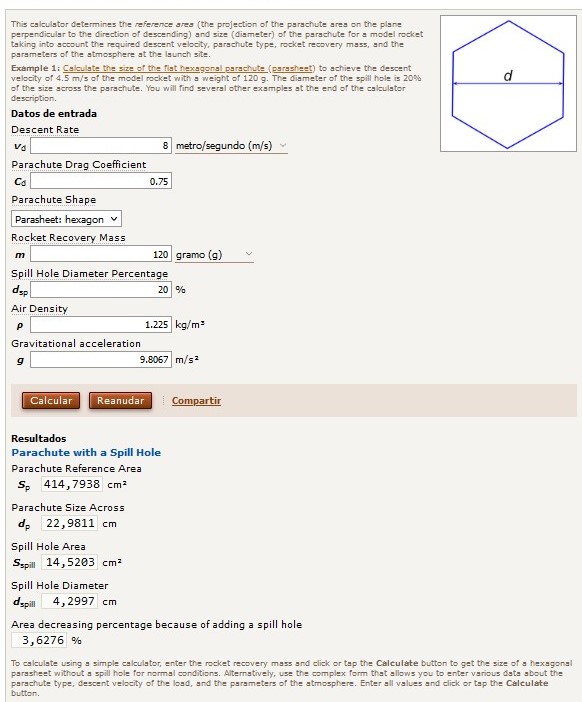 This calculator determines the reference area (the projection of the parachute area on the plane
perpendicular to the direction of descending) and size (diameter) of the parachute for a model rocket
taking into account the required descent velocity, parachute type, rocket recovery mass, and the
parameters of the atmosphere at the launch site.
Example 1: Calculate the size of the flat hexagonal parachute (parasheet) to achieve the descent
velocity of 4.5 m/s of the model rocket with a weight of 120 g. The diameter of the spill hole is 20%
of the size across the parachute. You will find several other examples at the end of the calculator
description.
d
Datos de entrada
Descent Rate
vd 8 metro/segundo (m/s)
Parachute Drag Coefficient
Cd 0.75
Parachute Shape
Parasheet: hexagon
Rocket Recovery Mass
m 120 gramo (g)
Spill Hole Diameter Percentage
dsp 20 %
Air Density
ρ 1.225 kg/m³
Gravitational acceleration
g 9.8067 m/s²
Calcular Reanudar Compartir
Resultados
Parachute with a Spill Hole
Parachute Reference Area
Sp 414,7938 cm²
Parachute Size Across
dp 22,9811 cm
Spill Hole Area
Sspill 14,5203 cm²
Spill Hole Diameter
dspill 4,2997 cm
Area decreasing percentage because of adding a spill hole
3,6276 %
To calculate using a simple calculator, enter the rocket recovery mass and click or tap the Calculate button to get the size of a hexagonal
parasheet without a spill hole for normal conditions. Alternatively, use the complex form that allows you to enter various data about the
parachute type, descent velocity of the load, and the parameters of the atmosphere. Enter all values and click or tap the Calculate
button.